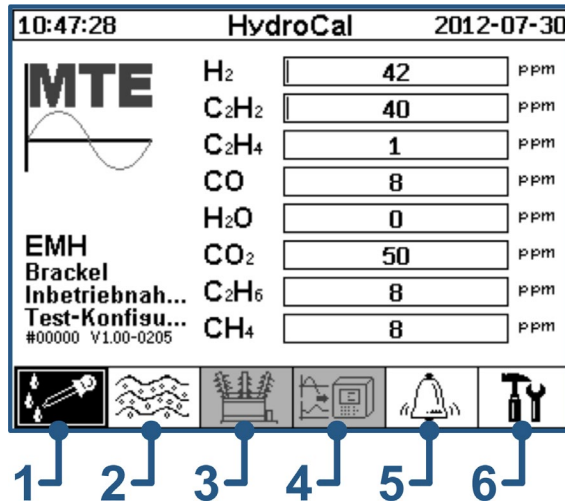 10:47:28 HydroCal 2012-07-30
MTE
H₂ 42 ppm
C₂H₂ 40 ppm
C₂H₄ 1 ppm
CO 8 ppm
H₂O 0 ppm
CO₂ 50 ppm
C₂H₆ 8 ppm
CH₄ 8 ppm
EMH
Brackel
Inbetriebnah...
Test-Konfigu...
#00000 V1.00-0205
1 2 3 4 5 6